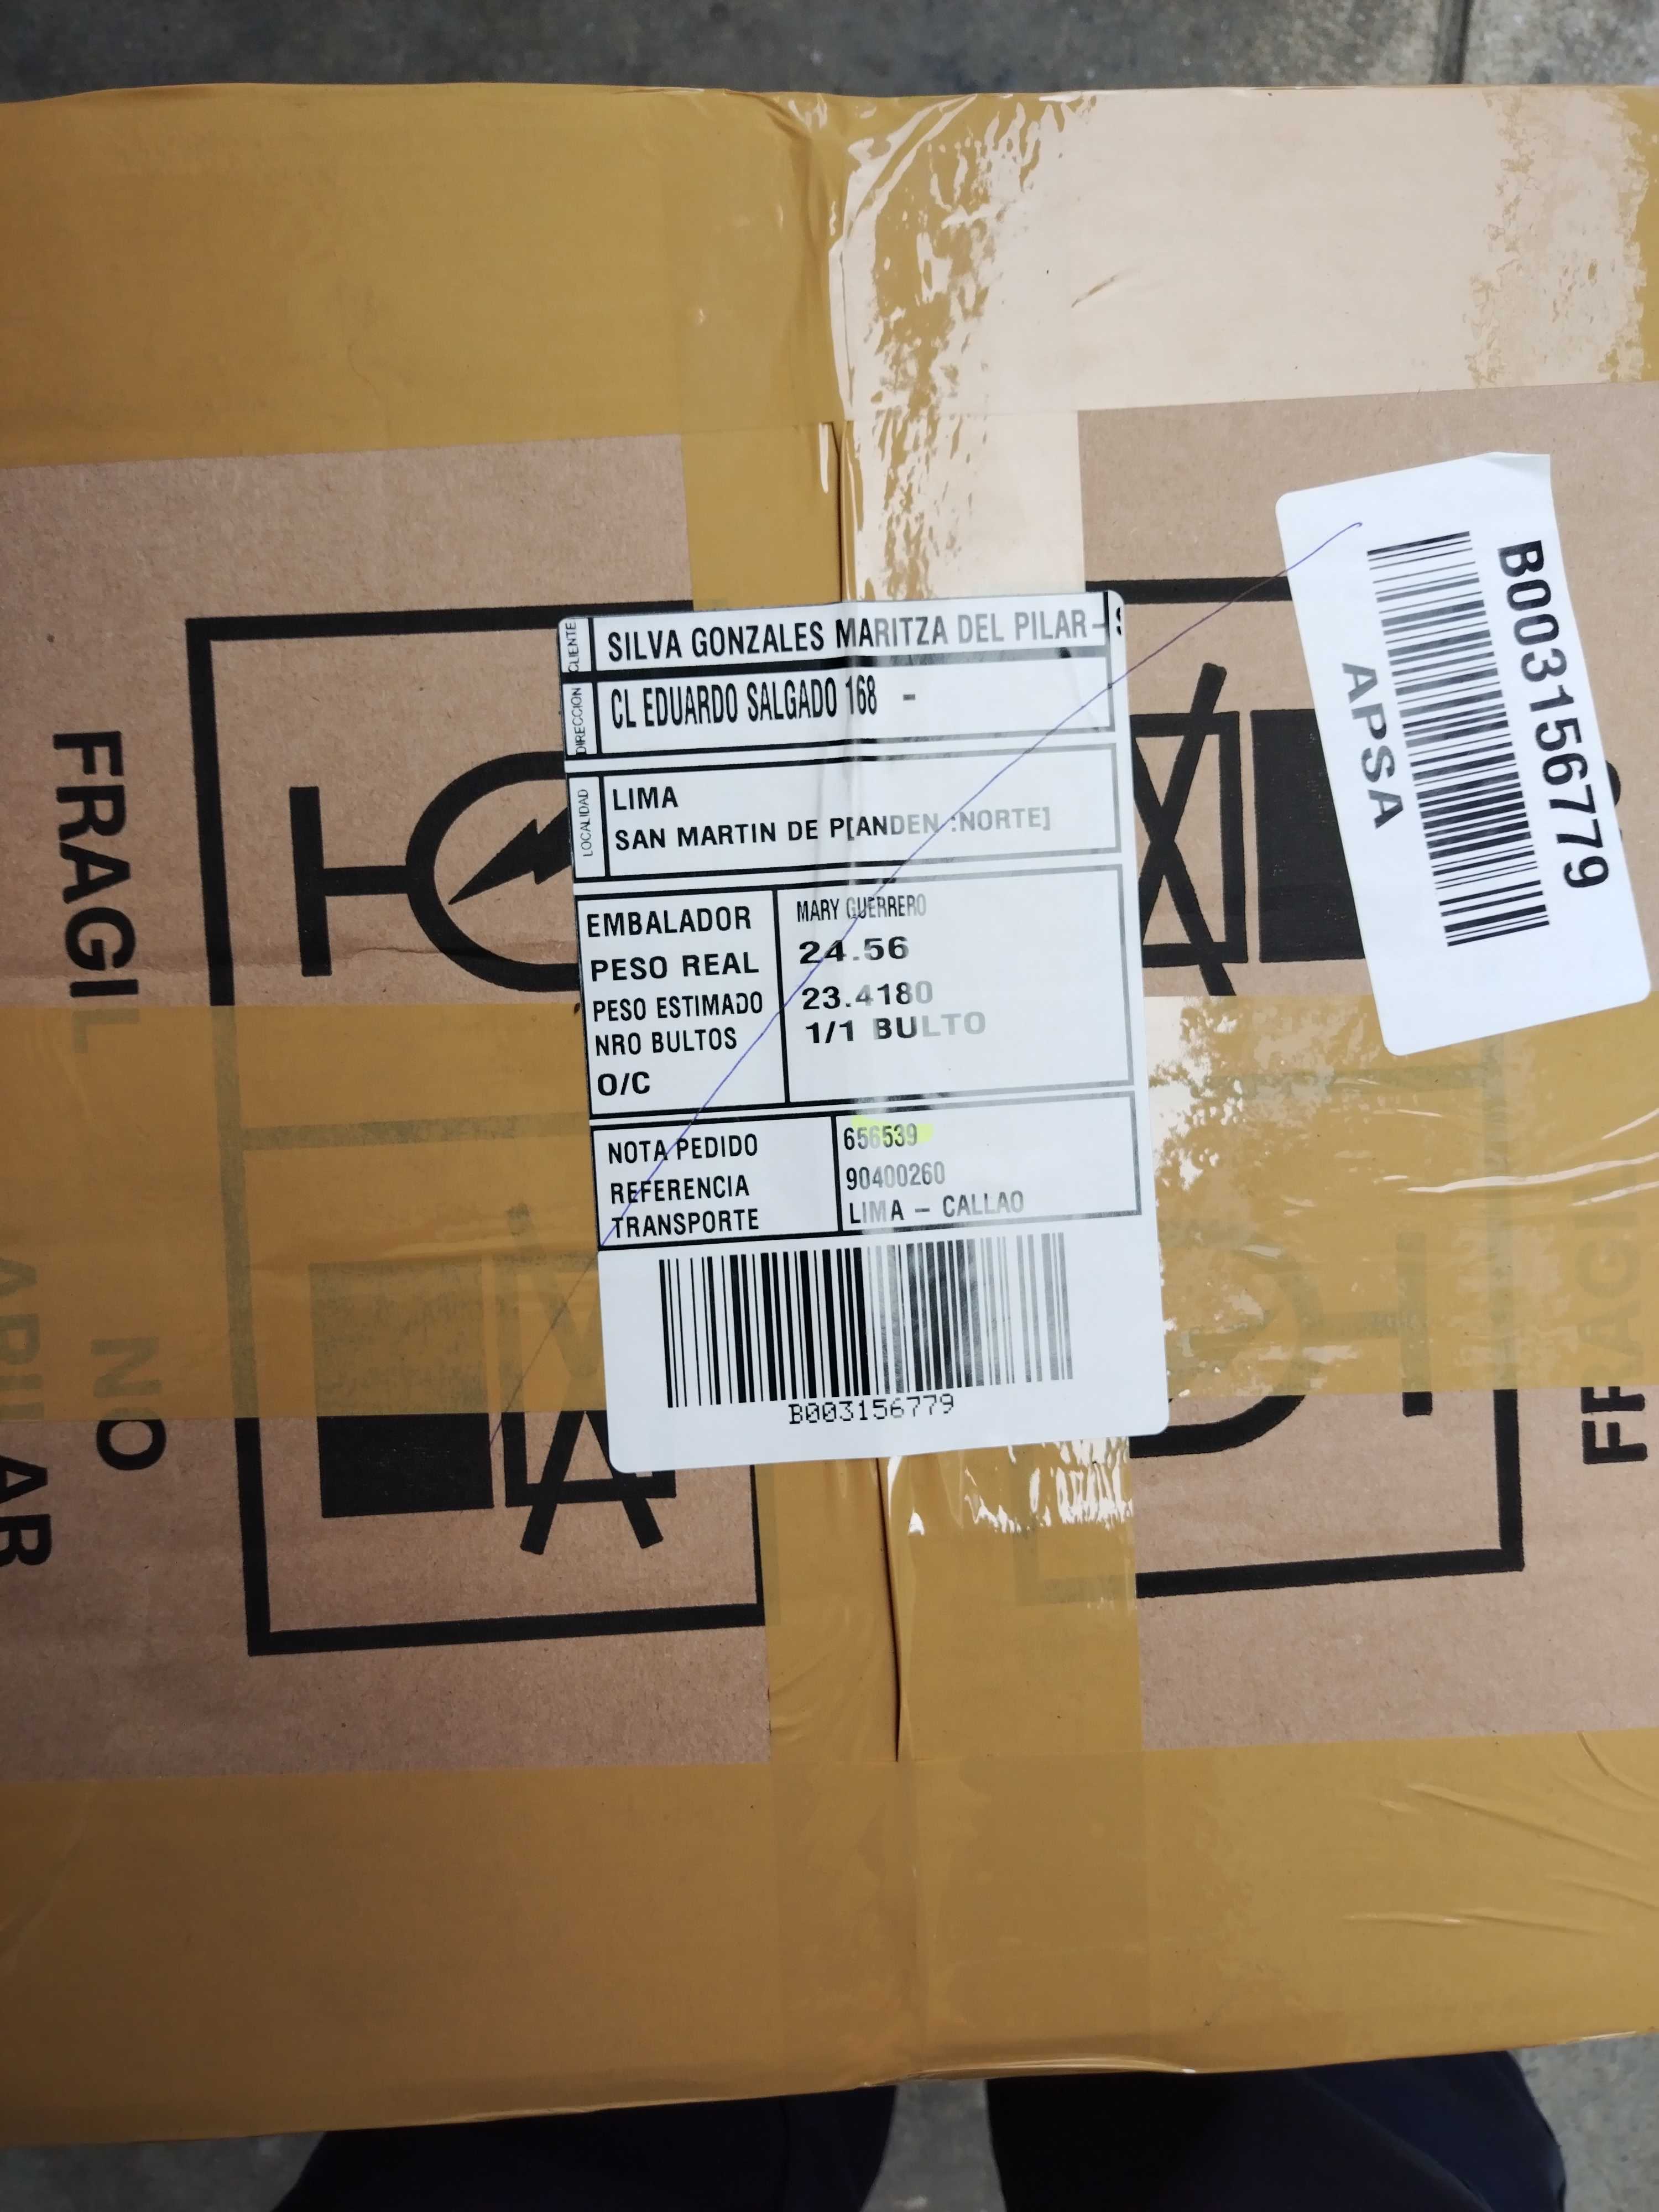 CLIENTE
SILVA GONZALES MARITZA DEL PILAR-
DIRECCION
CL EDUARDO SALGADO 168 -
LOCALIDAD
LIMA
SAN MARTIN DE P[ANDEN :NORTE]
EMBALADOR MARY GUERRERO
PESO REAL 24.56
PESO ESTIMADO 23.4180
NRO BULTOS 1/1 BULTO
O/C
NOTA PEDIDO 656539
REFERENCIA 90400260
TRANSPORTE LIMA - CALLAO
B003156779
B003156779
APSA
FRAGIL
NO
FRAGI